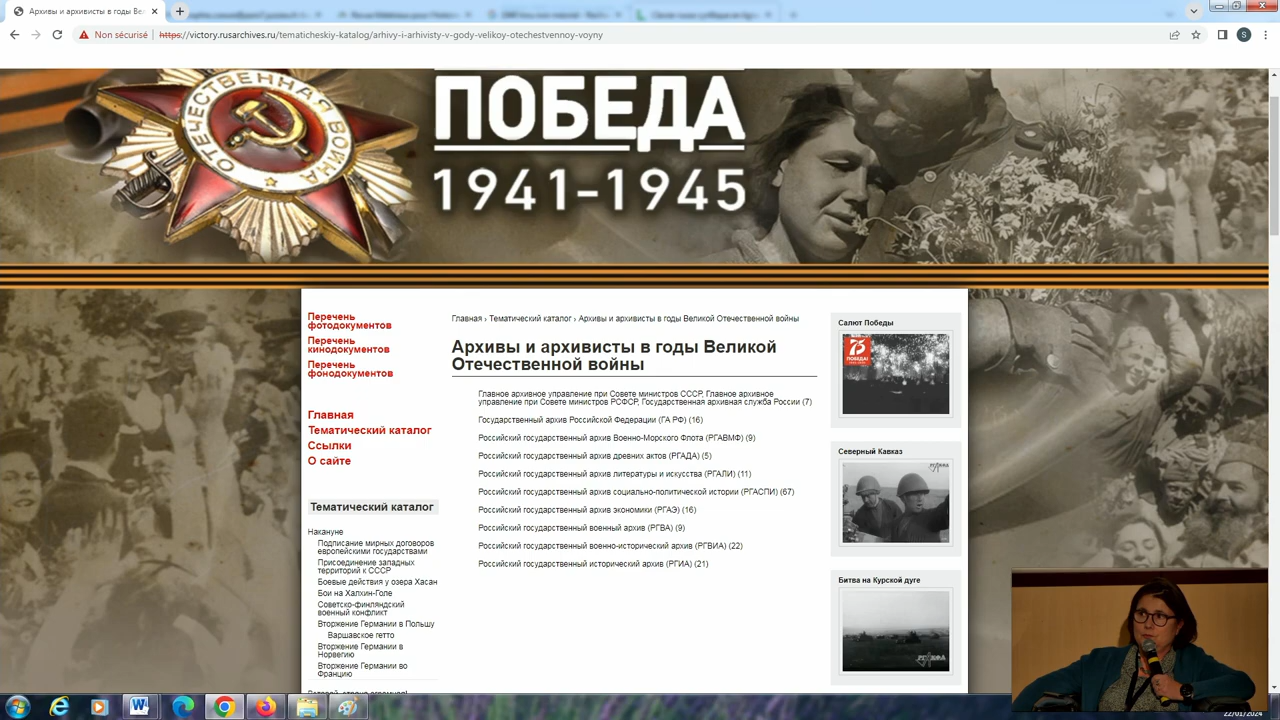 Архивы и архивисты в годы Ве
Non sécurisé
https://victory.rusarchives.ru/tematicheskiy-katalog/arhivy-i-arhivisty-v-gody-velikoy-otechestvennoy-voyny
S
ОТЕЧЕСТВЕННАЯ ВОЙНА
ПОБЕДА
1941-1945
Перечень
фотодокументов
Перечень
кинодокументов
Перечень
фонодокументов
Главная
Тематический каталог
Ссылки
О сайте
Тематический каталог
Накануне
Подписание мирных договоров
европейскими государствами
Присоединение западных
территорий к СССР
Боевые действия у озера Хасан
Бои на Халхин-Голе
Советско-финляндский
военный конфликт
Вторжение Германии в Польшу
Варшавское гетто
Вторжение Германии в
Норвегию
Вторжение Германии во
Францию
Главная › Тематический каталог › Архивы и архивисты в годы Великой Отечественной войны
Архивы и архивисты в годы Великой
Отечественной войны
Главное архивное управление при Совете министров СССР, Главное архивное
управление при Совете министров РСФСР, Государственная архивная служба России (7)
Государственный архив Российской Федерации (ГА РФ) (16)
Российский государственный архив Военно-Морского Флота (РГАВМФ) (9)
Российский государственный архив древних актов (РГАДА) (5)
Российский государственный архив литературы и искусства (РГАЛИ) (11)
Российский государственный архив социально-политической истории (РГАСПИ) (67)
Российский государственный архив экономики (РГАЭ) (16)
Российский государственный военный архив (РГВА) (9)
Российский государственный военно-исторический архив (РГВИА) (22)
Российский государственный исторический архив (РГИА) (21)
Салют Победы
75
ПОБЕДА!
Северный Кавказ
Битва на Курской дуге
22/01/2024